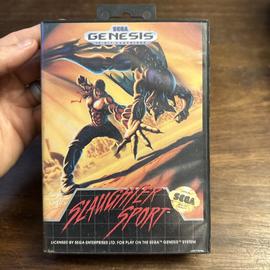 SEGA
GENESIS
SLAUGHTER
SPORT
SEGA
LICENSED BY SEGA ENTERPRISES LTD. FOR PLAY ON THE SEGA™ GENESIS™ SYSTEM